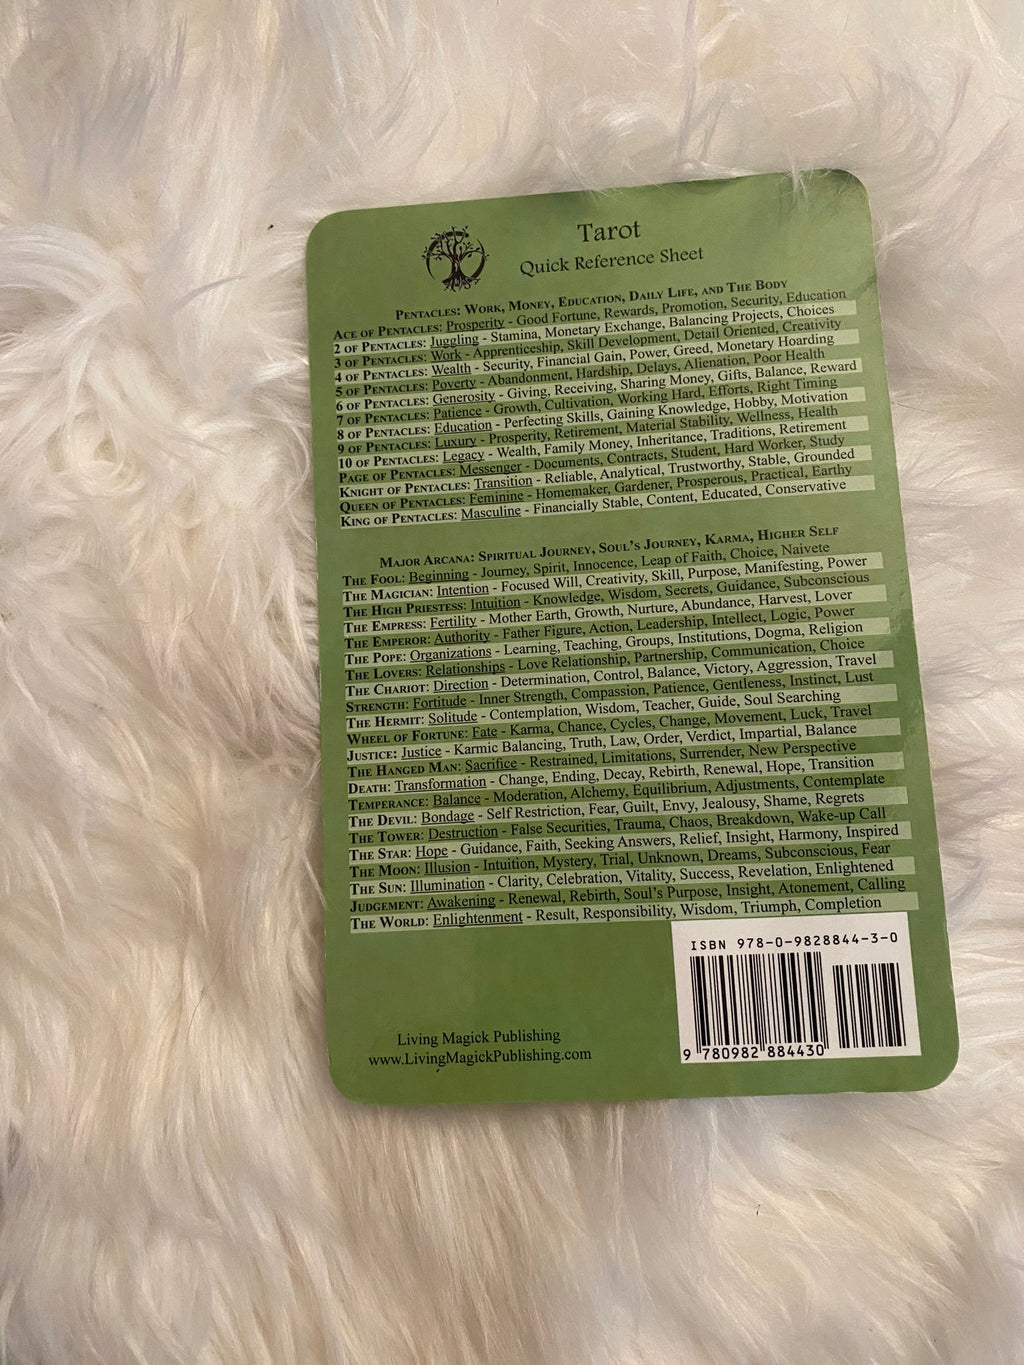 Tarot
Quick Reference Sheet
Pentacles: Work, Money, Education, Daily Life, and The Body
Ace of Pentacles: Prosperity - Good Fortune, Rewards, Promotion, Security, Education
2 of Pentacles: Juggling - Stamina, Monetary Exchange, Balancing Projects, Choices
3 of Pentacles: Work - Apprenticeship, Skill Development, Detail Oriented, Creativity
4 of Pentacles: Wealth - Security, Financial Gain, Power, Greed, Monetary Hoarding
5 of Pentacles: Poverty - Abandonment, Hardship, Delays, Alienation, Poor Health
6 of Pentacles: Generosity - Giving, Receiving, Sharing Money, Gifts, Balance, Reward
7 of Pentacles: Patience - Growth, Cultivation, Working Hard, Efforts, Right Timing
8 of Pentacles: Education - Perfecting Skills, Gaining Knowledge, Hobby, Motivation
9 of Pentacles: Luxury - Prosperity, Retirement, Material Stability, Wellness, Health
10 of Pentacles: Legacy - Wealth, Family Money, Inheritance, Traditions, Retirement
Page of Pentacles: Messenger - Documents, Contracts, Student, Hard Worker, Study
Knight of Pentacles: Transition - Reliable, Analytical, Trustworthy, Stable, Grounded
Queen of Pentacles: Feminine - Homemaker, Gardener, Prosperous, Practical, Earthy
King of Pentacles: Masculine - Financially Stable, Content, Educated, Conservative
Major Arcana: Spiritual Journey, Soul's Journey, Karma, Higher Self
The Fool: Beginning - Journey, Spirit, Innocence, Leap of Faith, Choice, Naivete
The Magician: Intention - Focused Will, Creativity, Skill, Purpose, Manifesting, Power
The High Priestess: Intuition - Knowledge, Wisdom, Secrets, Guidance, Subconscious
The Empress: Fertility - Mother Earth, Growth, Nurture, Abundance, Harvest, Lover
The Emperor: Authority - Father Figure, Action, Leadership, Intellect, Logic, Power
The Pope: Organizations - Learning, Teaching, Groups, Institutions, Dogma, Religion
The Lovers: Relationships - Love Relationship, Partnership, Communication, Choice
The Chariot: Direction - Determination, Control, Balance, Victory, Aggression, Travel
Strength: Fortitude - Inner Strength, Compassion, Patience, Gentleness, Instinct, Lust
The Hermit: Solitude - Contemplation, Wisdom, Teacher, Guide, Soul Searching
Wheel of Fortune: Fate - Karma, Chance, Cycles, Change, Movement, Luck, Travel
Justice: Justice - Karmic Balancing, Truth, Law, Order, Verdict, Impartial, Balance
The Hanged Man: Sacrifice - Restrained, Limitations, Surrender, New Perspective
Death: Transformation - Change, Ending, Decay, Rebirth, Renewal, Hope, Transition
Temperance: Balance - Moderation, Alchemy, Equilibrium, Adjustments, Contemplate
The Devil: Bondage - Self Restriction, Fear, Guilt, Envy, Jealousy, Shame, Regrets
The Tower: Destruction - False Securities, Trauma, Chaos, Breakdown, Wake-up Call
The Star: Hope - Guidance, Faith, Seeking Answers, Relief, Insight, Harmony, Inspired
The Moon: Illusion - Intuition, Mystery, Trial, Unknown, Dreams, Subconscious, Fear
The Sun: Illumination - Clarity, Celebration, Vitality, Success, Revelation, Enlightened
Judgement: Awakening - Renewal, Rebirth, Soul's Purpose, Insight, Atonement, Calling
The World: Enlightenment - Result, Responsibility, Wisdom, Triumph, Completion
ISBN 978-0-9828844-3-0
9 780982 884430
Living Magick Publishing
www.LivingMagickPublishing.com